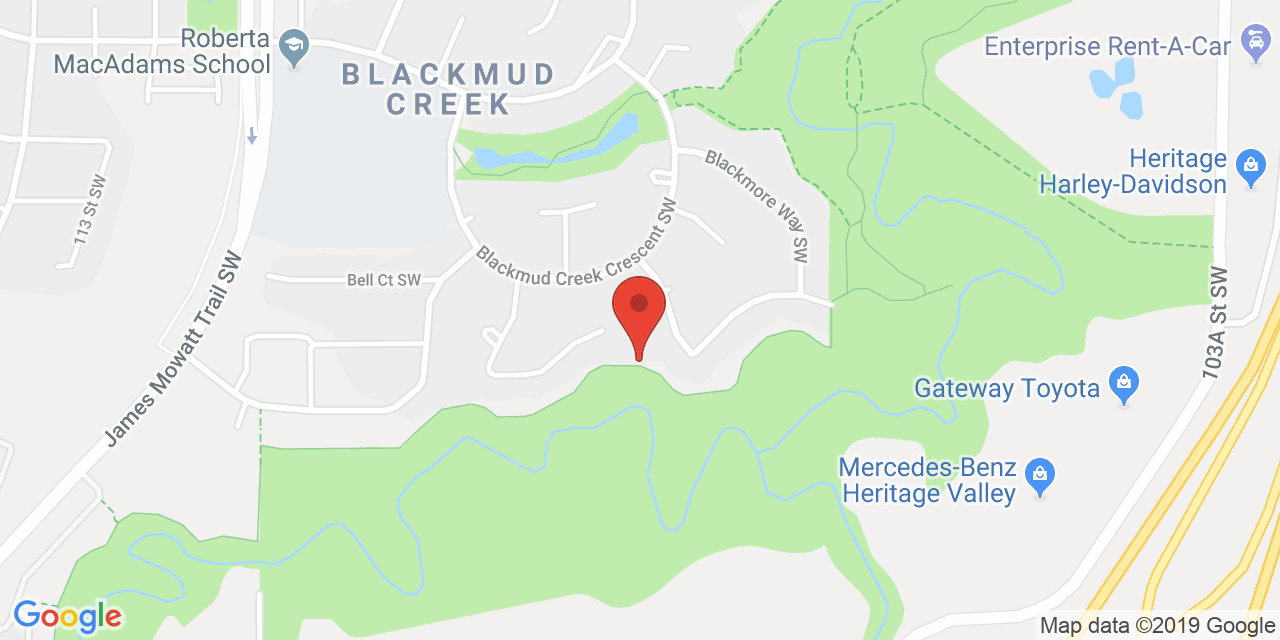 Roberta
MacAdams School
BLACKMUD
CREEK
Enterprise Rent-A-Car
Heritage
Harley-Davidson
113 St SW
Blackmore Way SW
Blackmud Creek Crescent SW
Bell Ct SW
James Mowatt Trail SW
103A St SW
Gateway Toyota
Mercedes-Benz
Heritage Valley
Google
Map data ©2019 Google